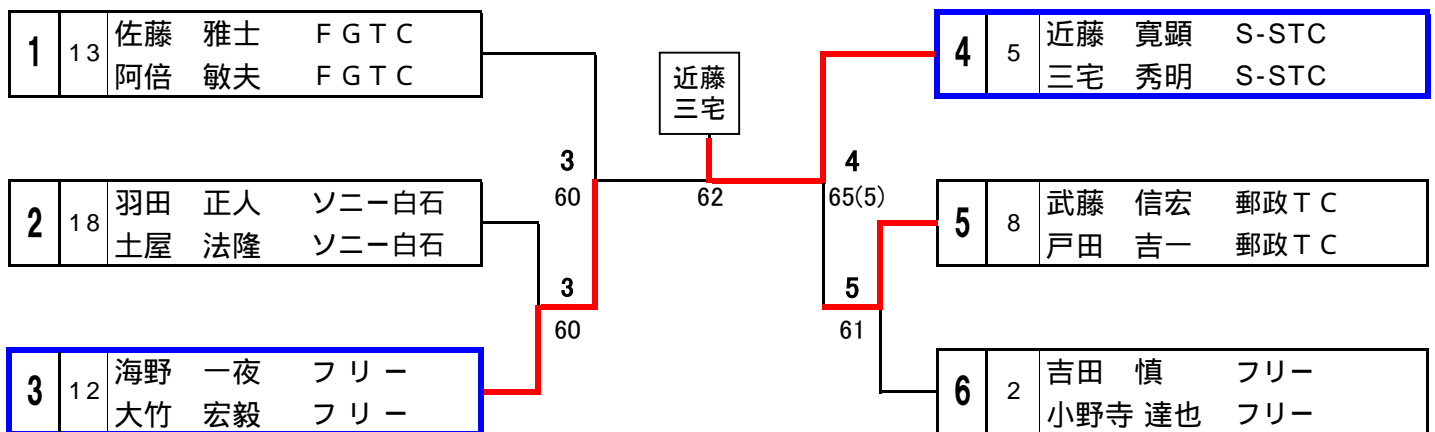 1 13 佐藤 雅士 ＦＧＴＣ
阿倍 敏夫 ＦＧＴＣ
2 18 羽田 正人 ソニー白石
土屋 法隆 ソニー白石
3 12 海野 一夜 フリー
大竹 宏毅 フリー
3
60
3
60
近藤
三宅
62
4
65(5)
5
61
4 5 近藤 寛顕 S-STC
三宅 秀明 S-STC
5 8 武藤 信宏 郵政ＴＣ
戸田 吉一 郵政ＴＣ
6 2 吉田 慎 フリー
小野寺 達也 フリー